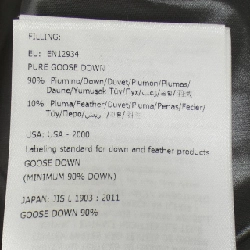 FILLING:
EU: EN12934
PURE GOOSE DOWN
90% Piumino/Down/Duvet/Plumon/Plumas/
Daune/Yumusak Tüy/
10% Piuma/Feather/Duvet/Pluma/Penas/Feder/
Tüy/Depo/
USA: USA - 2000
Labeling standard for down and feather products
GOOSE DOWN
(MINIMUM 90% DOWN)
JAPAN: JIS L 1903 : 2011
GOOSE DOWN 90%